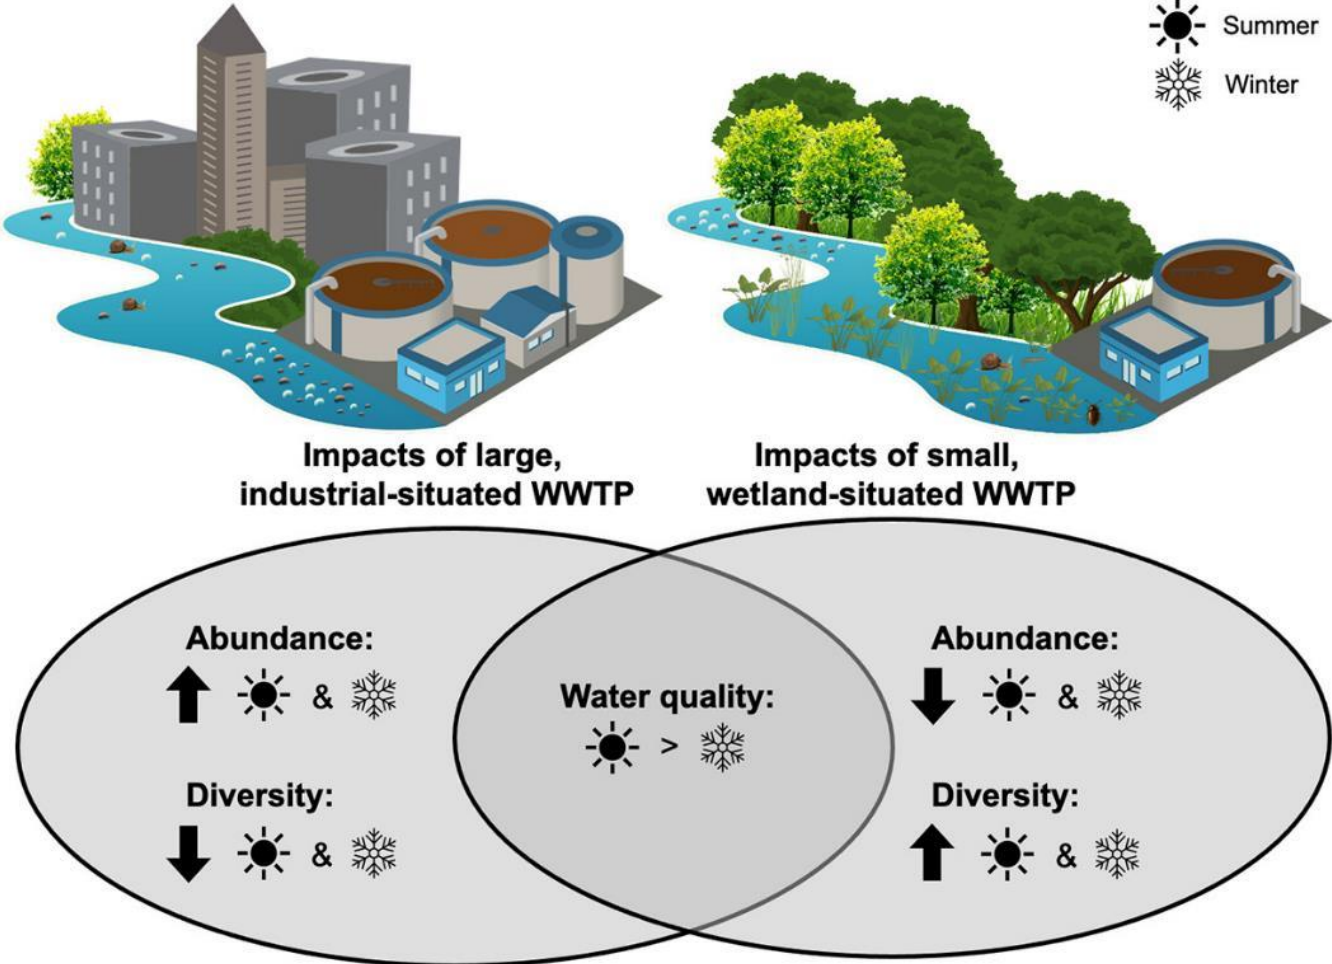 Summer
Winter
Impacts of large,
industrial-situated WWTP
Impacts of small,
wetland-situated WWTP
Abundance:
&
Diversity:
&
Water quality:
>
Abundance:
&
Diversity:
&